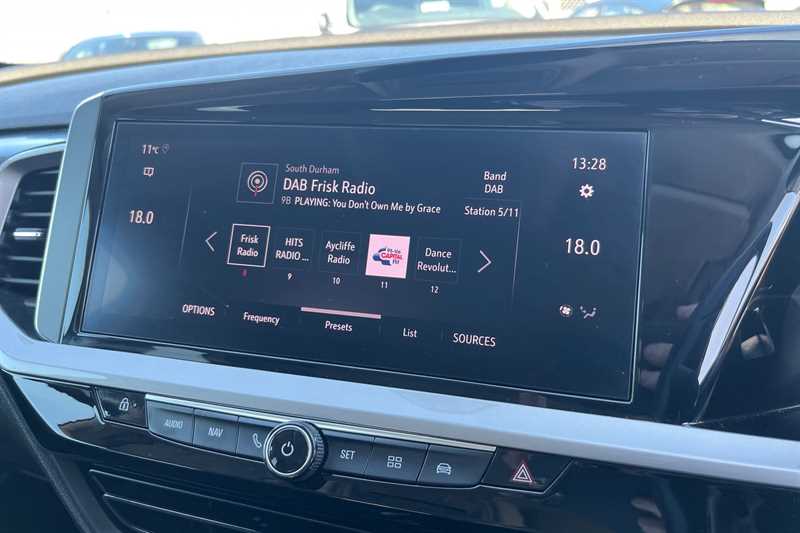 11°C
South Durham
DAB Frisk Radio
9B PLAYING: You Don't Own Me by Grace
Band
DAB
Station 5/11
13:28
18.0
18.0
Frisk
Radio
8
HITS
RADIO ...
9
Aycliffe
Radio
10
CAPITAL
FM
11
Dance
Revolut...
12
OPTIONS
Frequency
Presets
List
SOURCES
AUDIO
NAV
SET